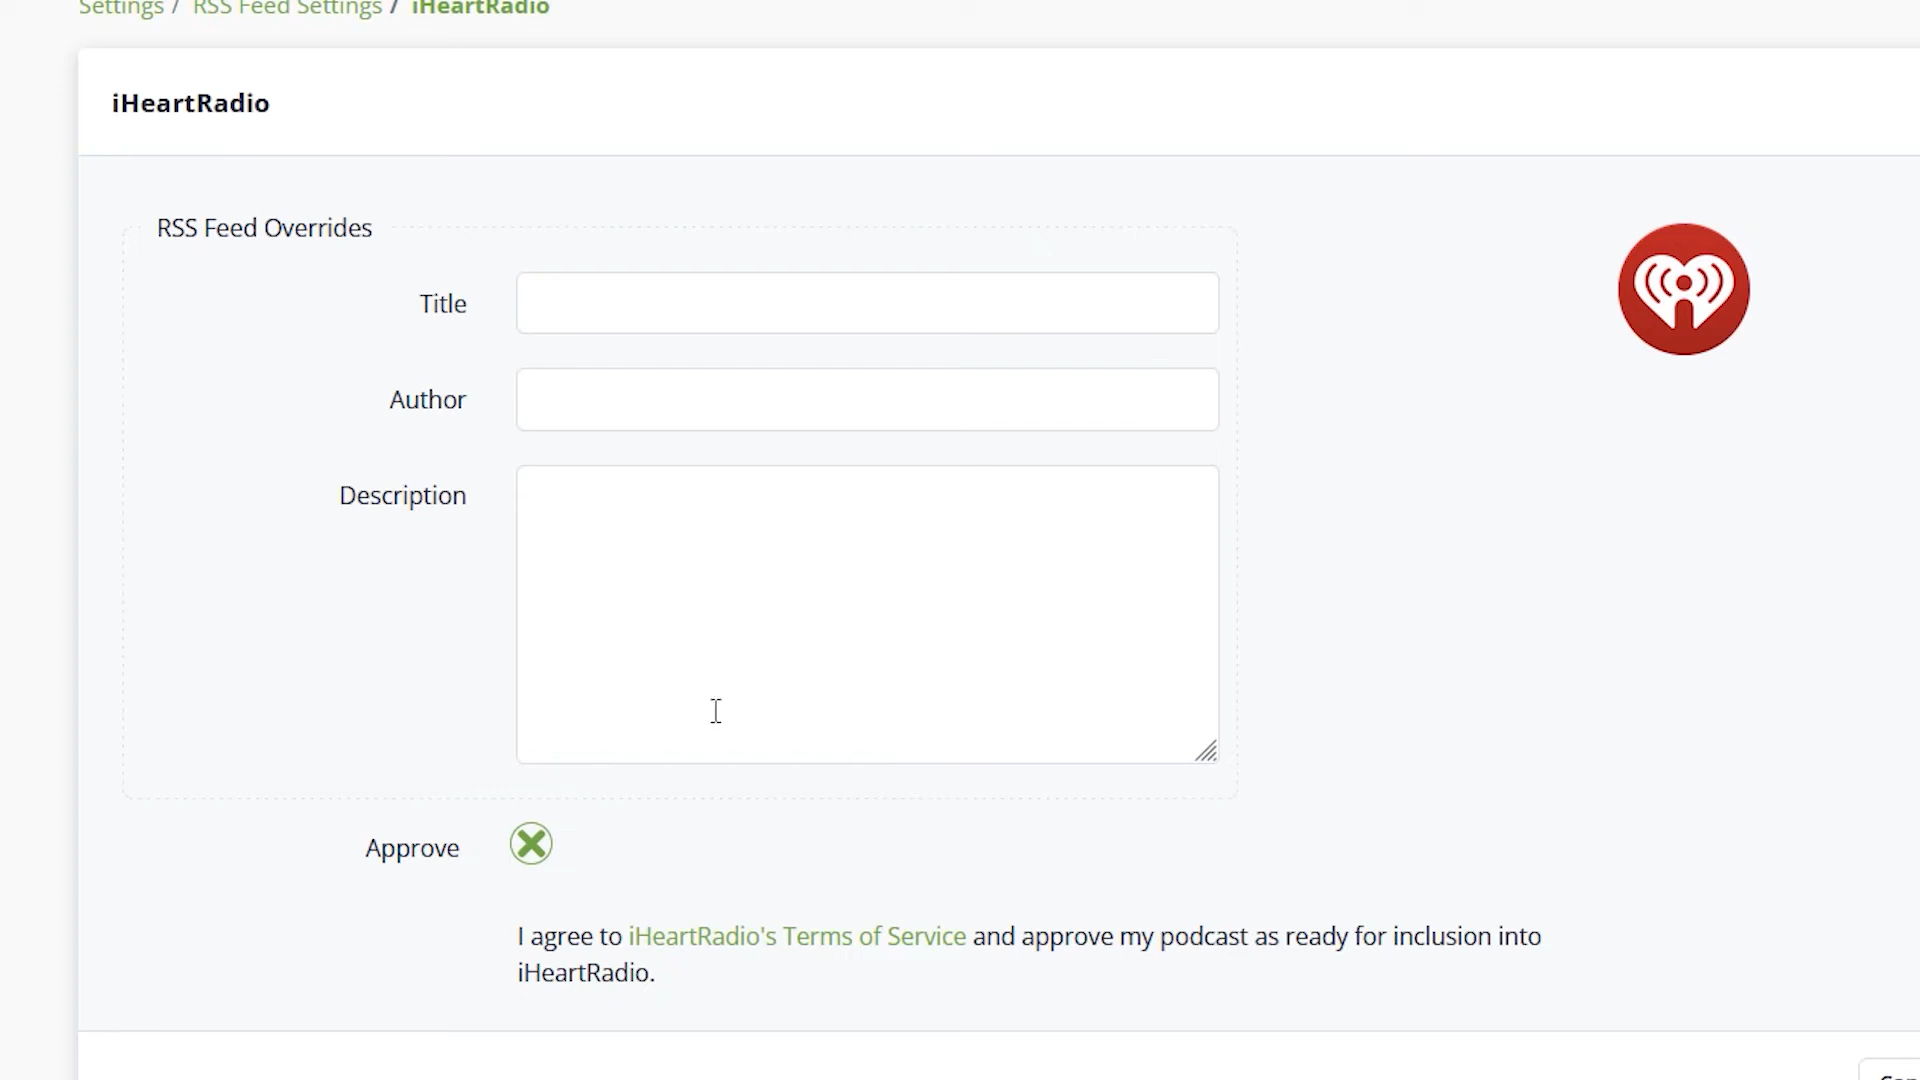 Settings / RSS Feed Settings / iHeartRadio
iHeartRadio
RSS Feed Overrides
Title
Author
Description
Approve
I agree to iHeartRadio's Terms of Service and approve my podcast as ready for inclusion into
iHeartRadio.